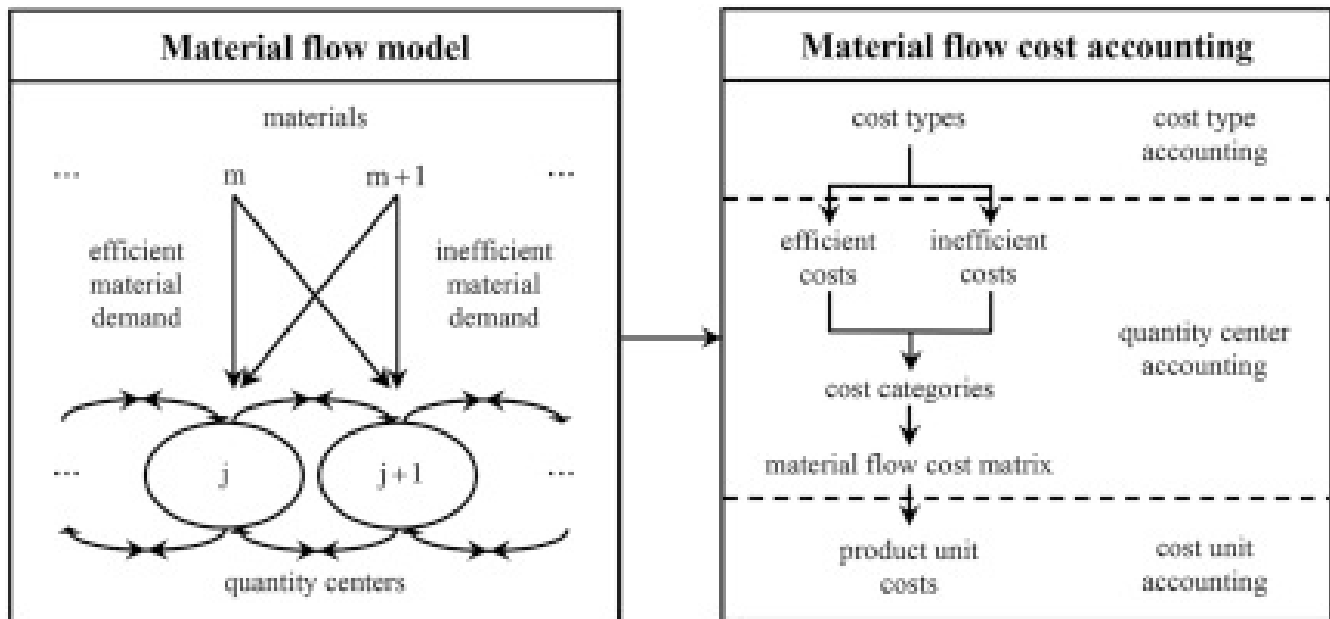 Material flow model
materials
...
m
m + 1
...
efficient
material
demand
inefficient
material
demand
...
j
j + 1
...
quantity centers
Material flow cost accounting
cost types
cost type
accounting
efficient
costs
inefficient
costs
quantity center
accounting
cost categories
material flow cost matrix
product unit
costs
cost unit
accounting